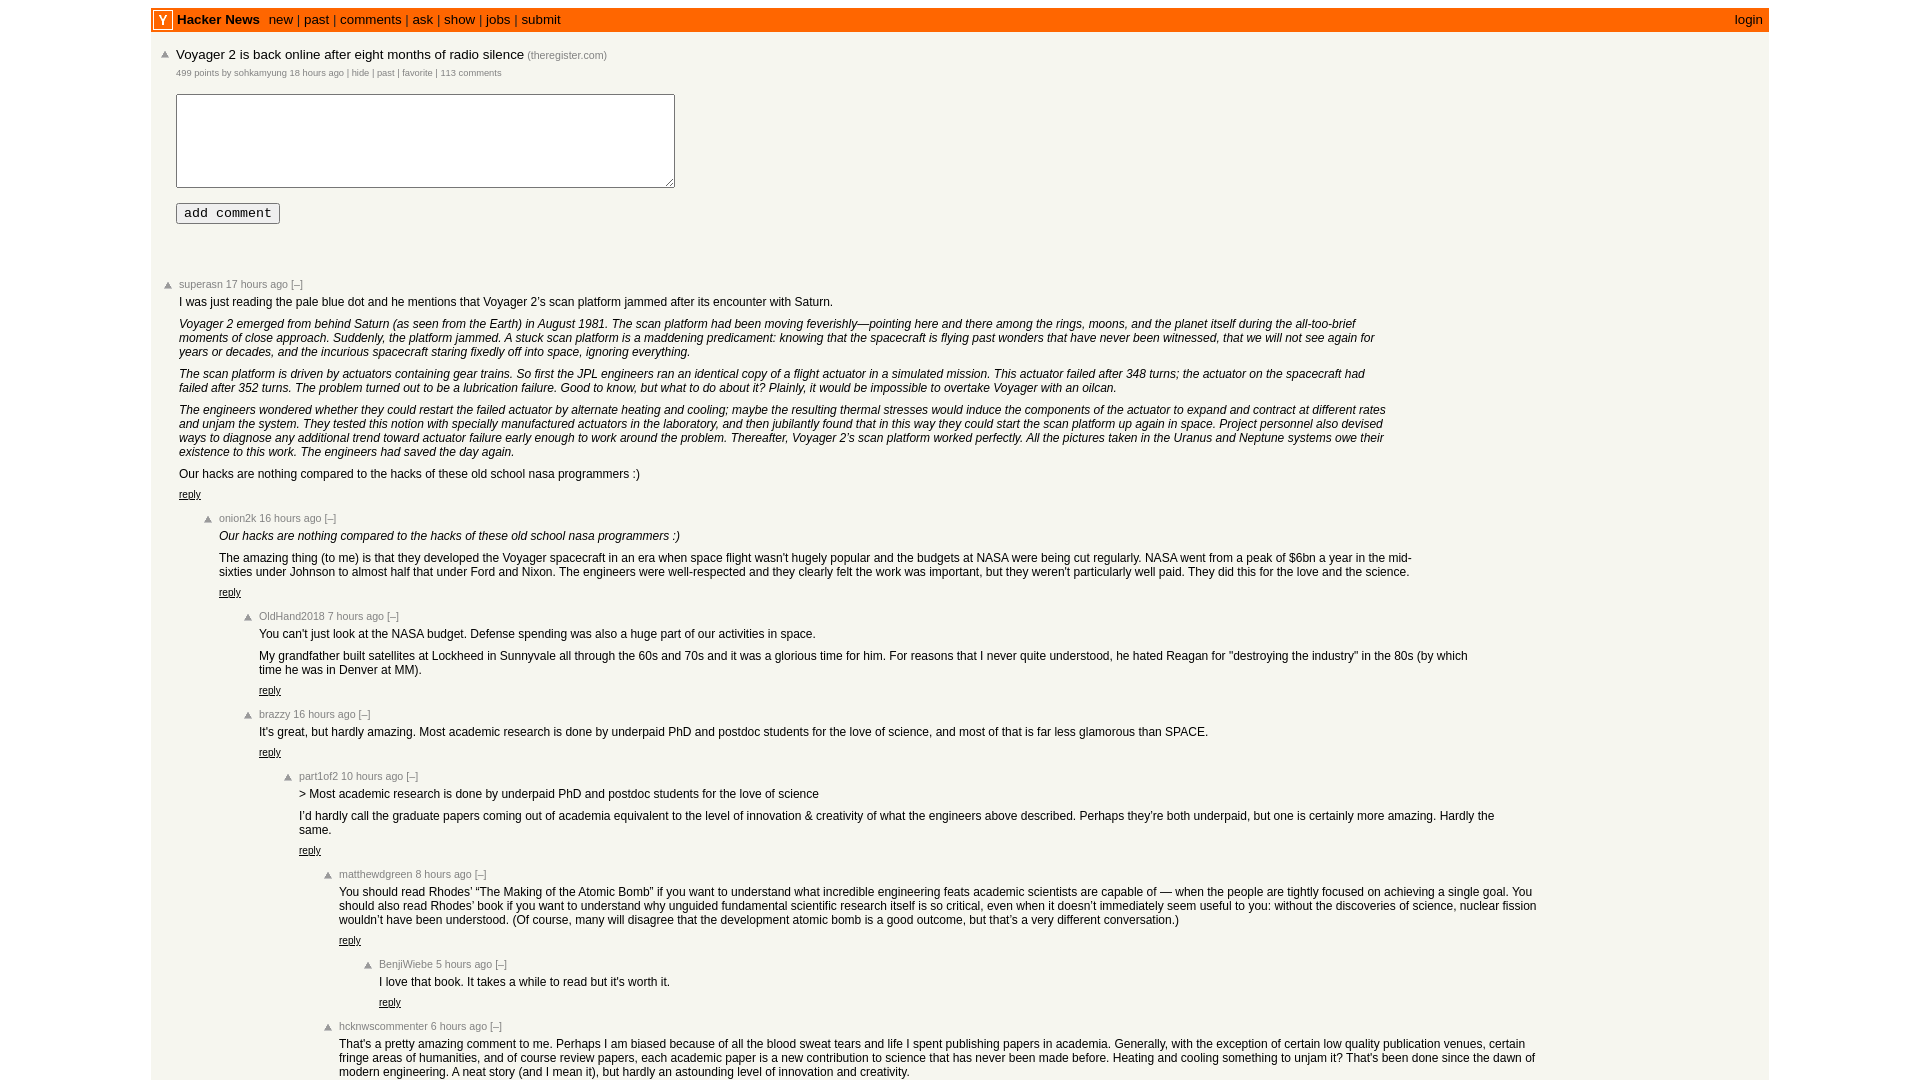 Y Hacker News new | past | comments | ask | show | jobs | submit login
Voyager 2 is back online after eight months of radio silence (theregister.com)
499 points by sohkamyung 18 hours ago | hide | past | favorite | 113 comments
add comment
superasn 17 hours ago [–]
I was just reading the pale blue dot and he mentions that Voyager 2’s scan platform jammed after its encounter with Saturn.
Voyager 2 emerged from behind Saturn (as seen from the Earth) in August 1981. The scan platform had been moving feverishly—pointing here and there among the rings, moons, and the planet itself during the all-too-brief
moments of close approach. Suddenly, the platform jammed. A stuck scan platform is a maddening predicament: knowing that the spacecraft is flying past wonders that have never been witnessed, that we will not see again for
years or decades, and the incurious spacecraft staring fixedly off into space, ignoring everything.
The scan platform is driven by actuators containing gear trains. So first the JPL engineers ran an identical copy of a flight actuator in a simulated mission. This actuator failed after 348 turns; the actuator on the spacecraft had
failed after 352 turns. The problem turned out to be a lubrication failure. Good to know, but what to do about it? Plainly, it would be impossible to overtake Voyager with an oilcan.
The engineers wondered whether they could restart the failed actuator by alternate heating and cooling; maybe the resulting thermal stresses would induce the components of the actuator to expand and contract at different rates
and unjam the system. They tested this notion with specially manufactured actuators in the laboratory, and then jubilantly found that in this way they could start the scan platform up again in space. Project personnel also devised
ways to diagnose any additional trend toward actuator failure early enough to work around the problem. Thereafter, Voyager 2’s scan platform worked perfectly. All the pictures taken in the Uranus and Neptune systems owe their
existence to this work. The engineers had saved the day again.
Our hacks are nothing compared to the hacks of these old school nasa programmers :)
reply
onion2k 16 hours ago [–]
Our hacks are nothing compared to the hacks of these old school nasa programmers :)
The amazing thing (to me) is that they developed the Voyager spacecraft in an era when space flight wasn't hugely popular and the budgets at NASA were being cut regularly. NASA went from a peak of $6bn a year in the mid-
sixties under Johnson to almost half that under Ford and Nixon. The engineers were well-respected and they clearly felt the work was important, but they weren't particularly well paid. They did this for the love and the science.
reply
OldHand2018 7 hours ago [–]
You can't just look at the NASA budget. Defense spending was also a huge part of our activities in space.
My grandfather built satellites at Lockheed in Sunnyvale all through the 60s and 70s and it was a glorious time for him. For reasons that I never quite understood, he hated Reagan for "destroying the industry" in the 80s (by which
time he was in Denver at MM).
reply
brazzy 16 hours ago [–]
It's great, but hardly amazing. Most academic research is done by underpaid PhD and postdoc students for the love of science, and most of that is far less glamorous than SPACE.
reply
part1of2 10 hours ago [–]
> Most academic research is done by underpaid PhD and postdoc students for the love of science
I’d hardly call the graduate papers coming out of academia equivalent to the level of innovation & creativity of what the engineers above described. Perhaps they’re both underpaid, but one is certainly more amazing. Hardly the
same.
reply
matthewdgreen 8 hours ago [–]
You should read Rhodes’ “The Making of the Atomic Bomb” if you want to understand what incredible engineering feats academic scientists are capable of — when the people are tightly focused on achieving a single goal. You
should also read Rhodes’ book if you want to understand why unguided fundamental scientific research itself is so critical, even when it doesn’t immediately seem useful to you: without the discoveries of science, nuclear fission
wouldn’t have been understood. (Of course, many will disagree that the development atomic bomb is a good outcome, but that’s a very different conversation.)
reply
BenjiWiebe 5 hours ago [–]
I love that book. It takes a while to read but it's worth it.
reply
hcknwscommenter 6 hours ago [–]
That's a pretty amazing comment to me. Perhaps I am biased because of all the blood sweat tears and life I spent publishing papers in academia. Generally, with the exception of certain low quality publication venues, certain
fringe areas of humanities, and of course review papers, each academic paper is a new contribution to science that has never been made before. Heating and cooling something to unjam it? That's been done since the dawn of
modern engineering. A neat story (and I mean it), but hardly an astounding level of innovation and creativity.